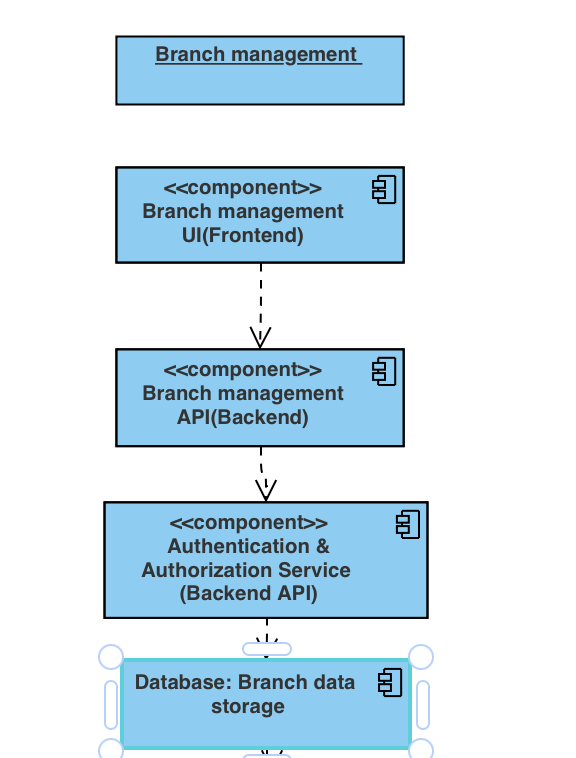 Branch management
<<component>>
Branch management
UI(Frontend)
<<component>>
Branch management
API(Backend)
<<component>>
Authentication &
Authorization Service
(Backend API)
Database: Branch data
storage